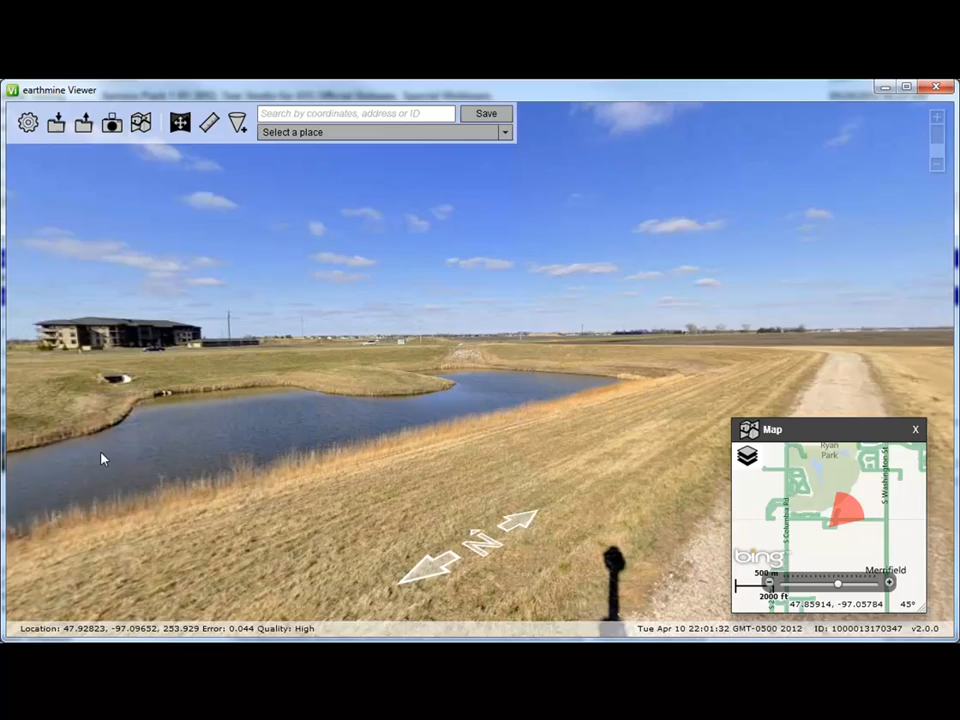 Vi earthmine Viewer
Search by coordinates, address or ID
Save
Select a place
N
Map
X
Ryan
Park
S Columbia Rd
S Washington St
bing
Merrifield
500 m
2000 ft
47.85914, -97.05784 45°
Location: 47.92823, -97.09652, 253.929 Error: 0.044 Quality: High
Tue Apr 10 22:01:32 GMT-0500 2012 ID: 1000013170347 v2.0.0